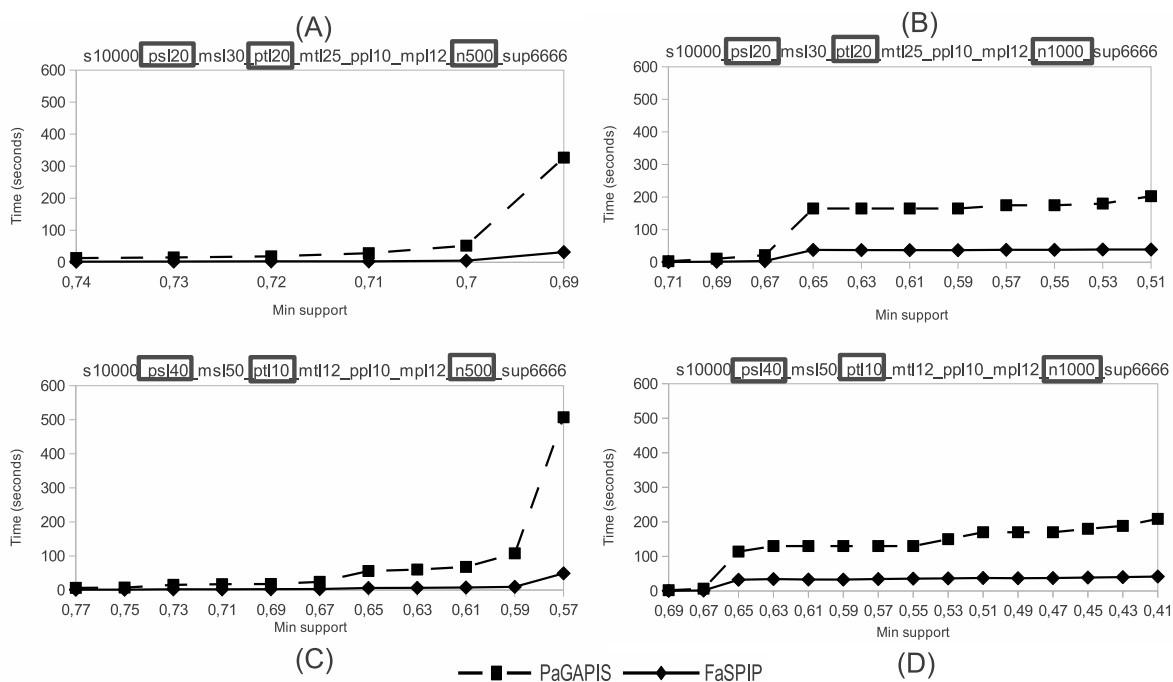 (A)
s10000_psl20_msl30_ptl20_mtl25_ppl10_mpl12_n500_sup6666
600
500
400
300
200
100
0
Time (seconds)
0,74 0,73 0,72 0,71 0,7 0,69
Min support
(B)
s10000_psl20_msl30_ptl20_mtl25_ppl10_mpl12_n1000_sup6666
600
500
400
300
200
100
0
Time (seconds)
0,71 0,69 0,67 0,65 0,63 0,61 0,59 0,57 0,55 0,53 0,51
Min support
s10000_psl40_msl50_ptl10_mtl12_ppl10_mpl12_n500_sup6666
600
500
400
300
200
100
0
Time (seconds)
0,77 0,75 0,73 0,71 0,69 0,67 0,65 0,63 0,61 0,59 0,57
Min support
(C)
s10000_psl40_msl50_ptl10_mtl12_ppl10_mpl12_n1000_sup6666
600
500
400
300
200
100
0
Time (seconds)
0,69 0,67 0,65 0,63 0,61 0,59 0,57 0,55 0,53 0,51 0,49 0,47 0,45 0,43 0,41
Min support
(D)
PaGAPIS FaSPIP